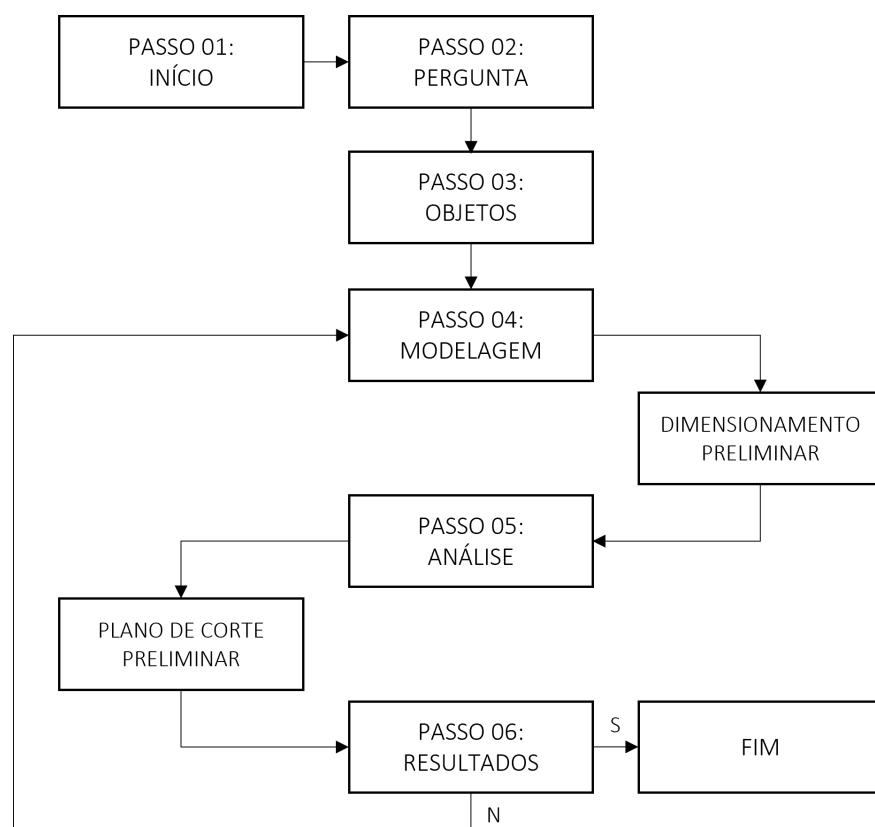 PASSO 01:
INÍCIO
PASSO 02:
PERGUNTA
PASSO 03:
OBJETOS
PASSO 04:
MODELAGEM
DIMENSIONAMENTO
PRELIMINAR
PASSO 05:
ANÁLISE
PLANO DE CORTE
PRELIMINAR
PASSO 06:
RESULTADOS
S
FIM
N